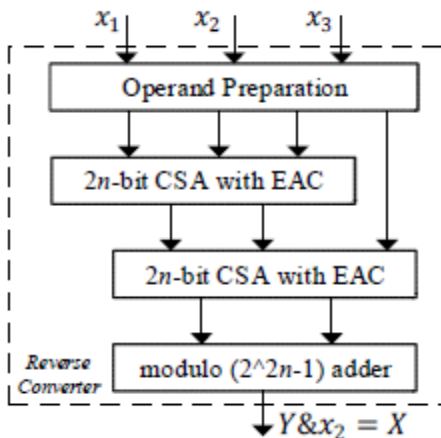 x₁ x₂ x₃
Operand Preparation
2n-bit CSA with EAC
2n-bit CSA with EAC
modulo (2^2n-1) adder
Reverse
Converter
Y&x₂ = X